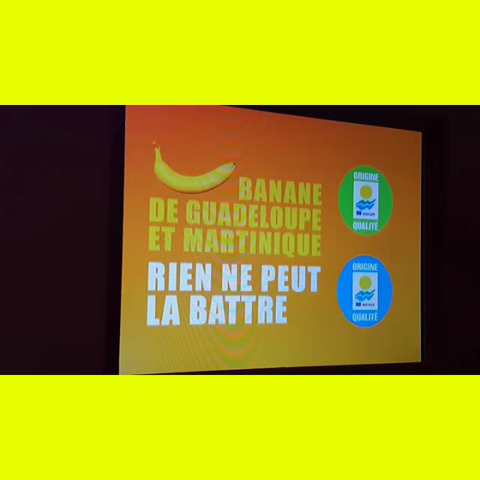 BANANE
DE GUADELOUPE
ET MARTINIQUE
RIEN NE PEUT
LA BATTRE
ORIGINE
QUALITÉ
ORIGINE
QUALITÉ